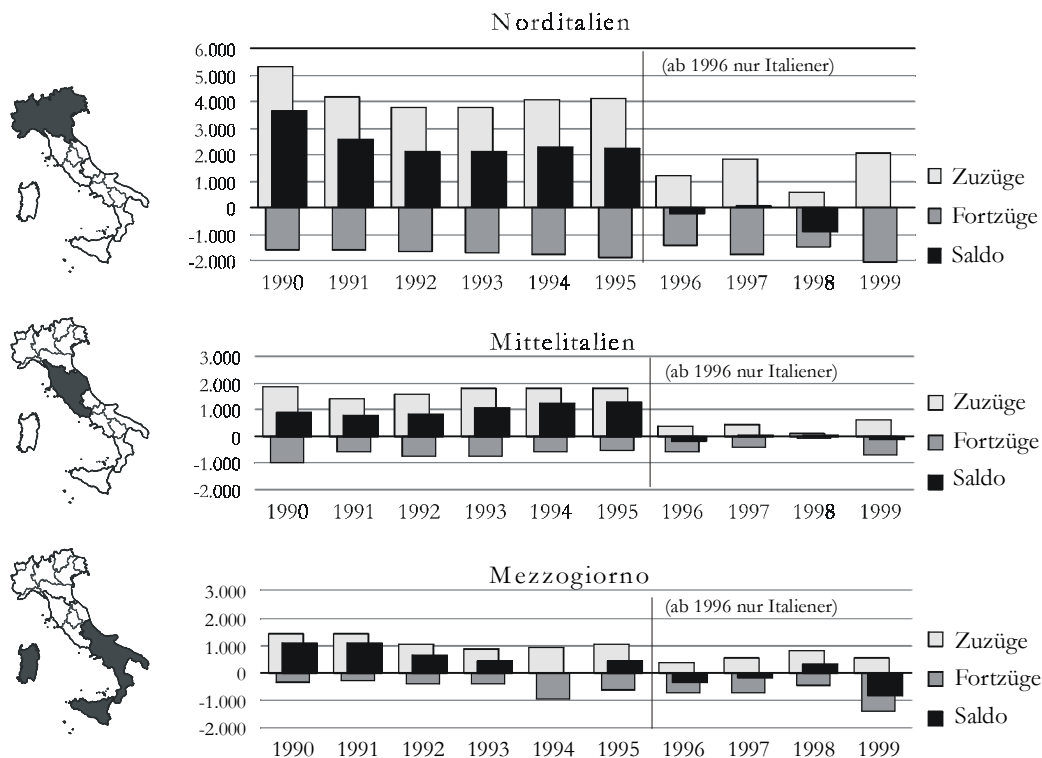 Norditalien
6.000
(ab 1996 nur Italiener)
5.000
4.000
3.000
2.000
1.000
0
-1.000
-2.000
Zuzüge
Fortzüge
Saldo
1990 1991 1992 1993 1994 1995 1996 1997 1998 1999
Mittelitalien
3.000
(ab 1996 nur Italiener)
2.000
1.000
0
-1.000
-2.000
Zuzüge
Fortzüge
Saldo
1990 1991 1992 1993 1994 1995 1996 1997 1998 1999
Mezzogiorno
3.000
(ab 1996 nur Italiener)
2.000
1.000
0
-1.000
-2.000
Zuzüge
Fortzüge
Saldo
1990 1991 1992 1993 1994 1995 1996 1997 1998 1999